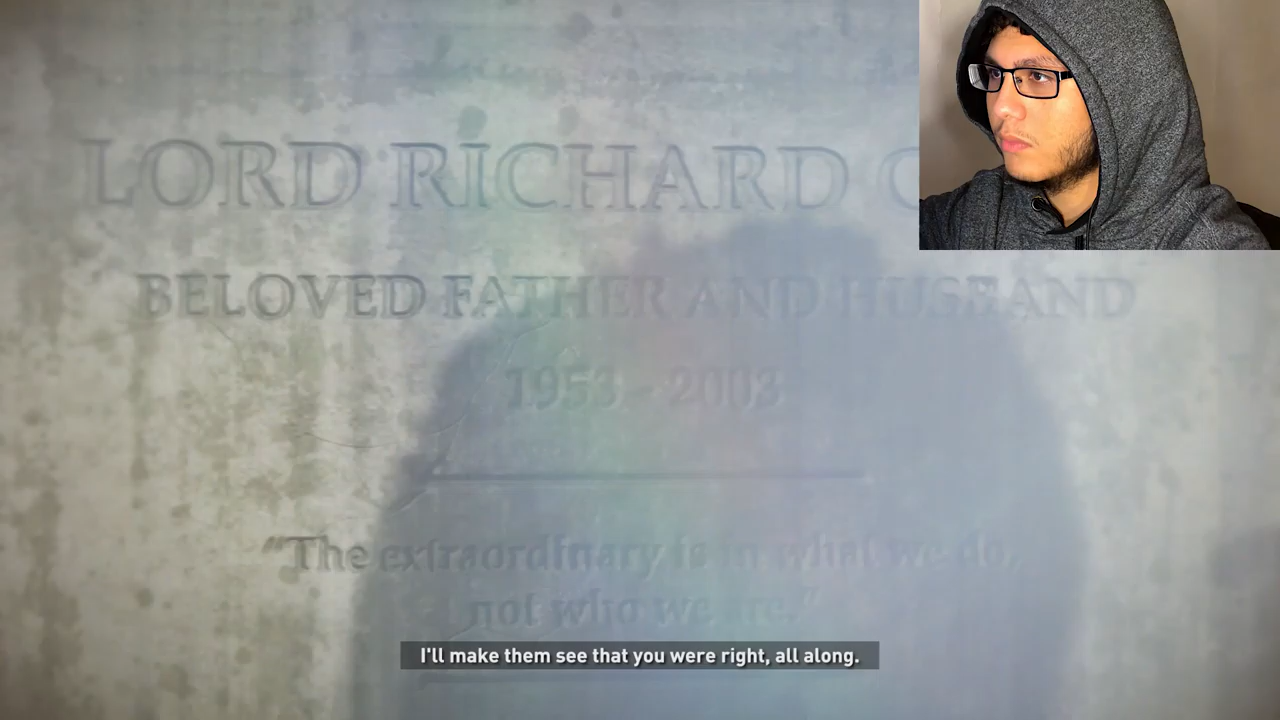 LORD RICHARD
BELOVED FATHER AND HUSBAND
1953 - 2003
"The extraordinary is in what we do,
not who we are."
I'll make them see that you were right, all along.